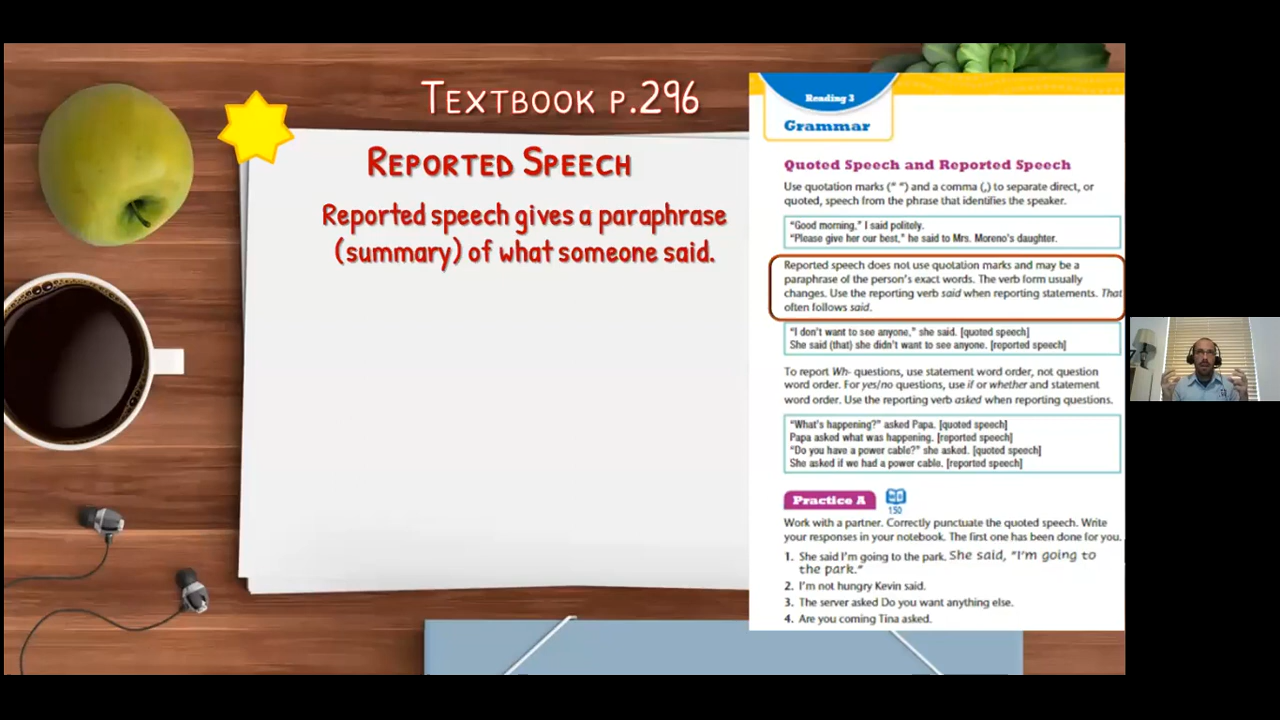 TEXTBOOK P.296
REPORTED SPEECH
Reported speech gives a paraphrase
(summary) of what someone said.
Reading 3
Grammar
Quoted Speech and Reported Speech
Use quotation marks (“ ”) and a comma (,) to separate direct, or
quoted, speech from the phrase that identifies the speaker.
“Good morning,” I said politely.
“Please give her our best,” he said to Mrs. Moreno's daughter.
Reported speech does not use quotation marks and may be a
paraphrase of the person's exact words. The verb form usually
changes. Use the reporting verb said when reporting statements. That
often follows said.
“I don't want to see anyone,” she said. [quoted speech]
She said (that) she didn't want to see anyone. [reported speech]
To report Wh- questions, use statement word order, not question
word order. For yes/no questions, use if or whether and statement
word order. Use the reporting verb asked when reporting questions.
“What's happening?” asked Papa. [quoted speech]
Papa asked what was happening. [reported speech]
“Do you have a power cable?” she asked. [quoted speech]
She asked if we had a power cable. [reported speech]
Practice A
150
Work with a partner. Correctly punctuate the quoted speech. Write
your responses in your notebook. The first one has been done for you.
1. She said I'm going to the park. She said, “I'm going to
the park.”
2. I'm not hungry Kevin said.
3. The server asked Do you want anything else.
4. Are you coming Tina asked.